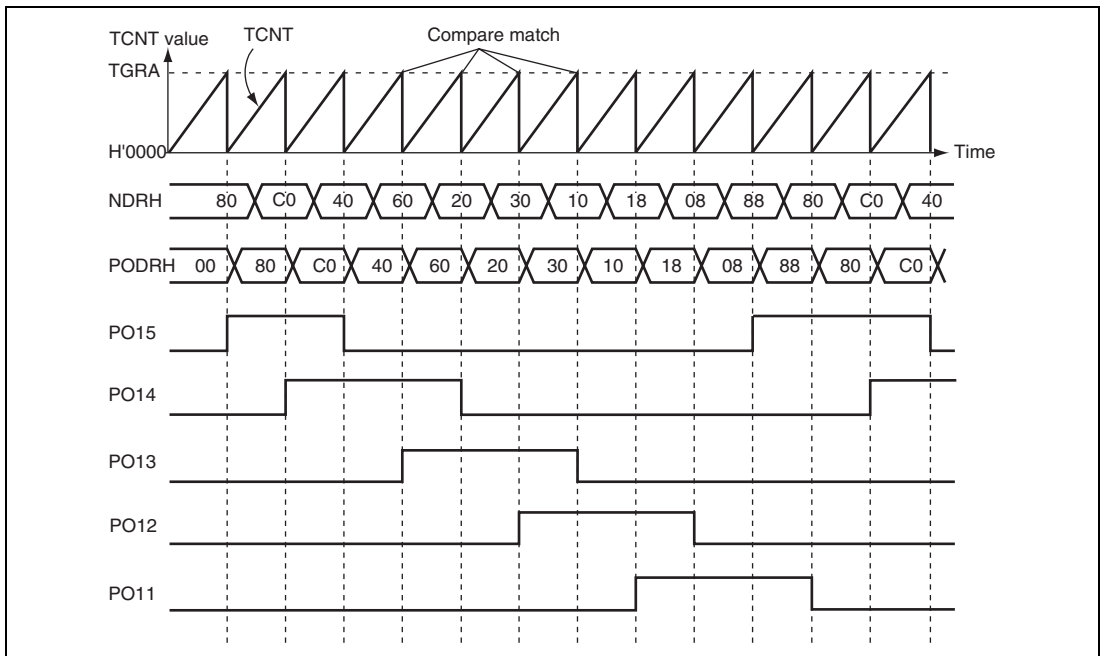 TCNT value TCNT Compare match
TGRA
H'0000 Time
NDRH 80 C0 40 60 20 30 10 18 08 88 80 C0 40
PODRH 00 80 C0 40 60 20 30 10 18 08 88 80 C0
PO15
PO14
PO13
PO12
PO11